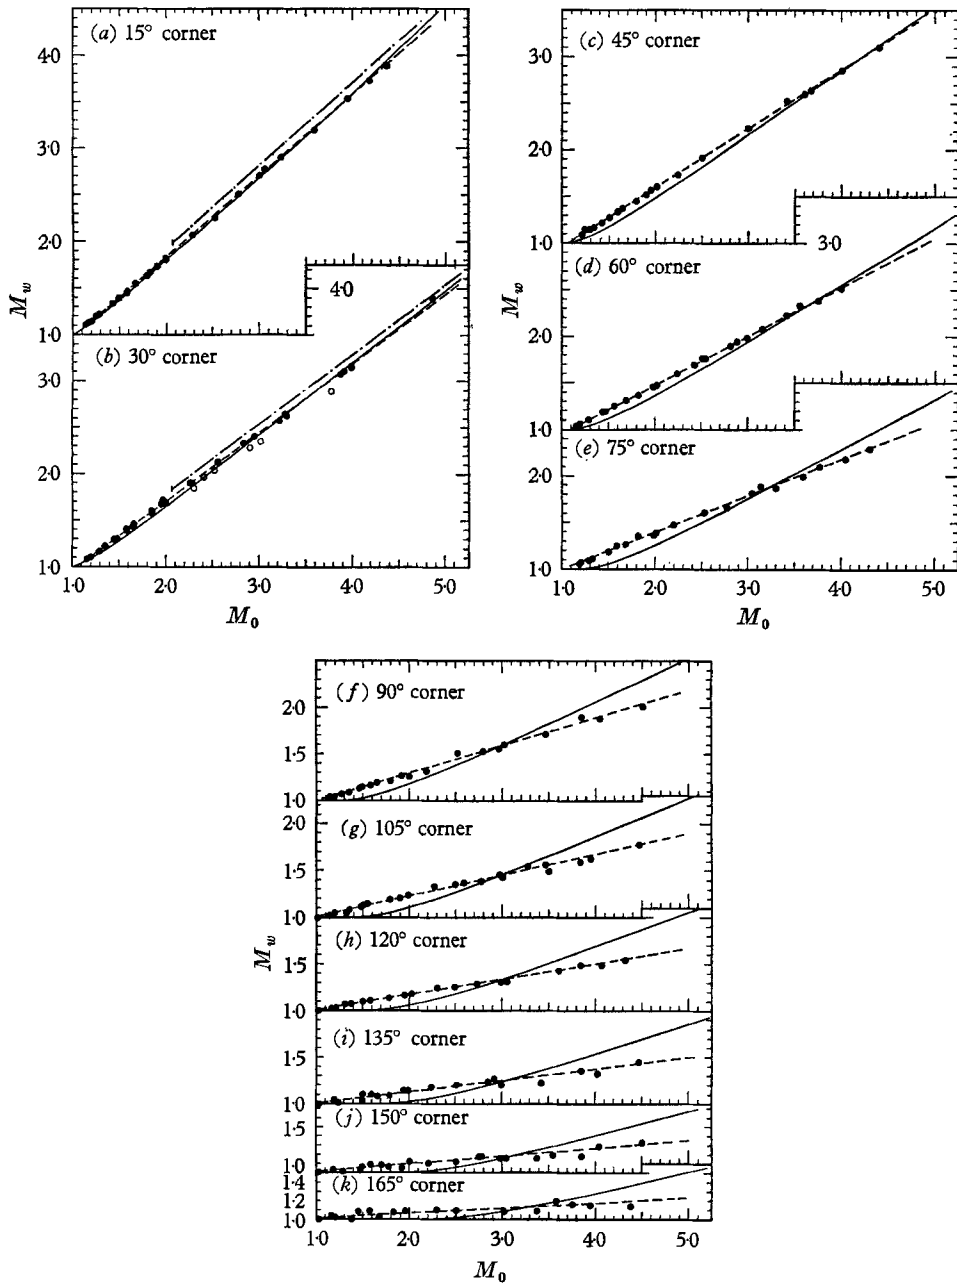 (a) 15° corner
4·0
3·0
2·0
1·0
M_w
(b) 30° corner
4·0
3·0
2·0
1·0
1·0 2·0 3·0 4·0 5·0
M_0
(c) 45° corner
3·0
2·0
1·0
M_w
(d) 60° corner
3·0
2·0
1·0
(e) 75° corner
2·0
1·0
1·0 2·0 3·0 4·0 5·0
M_0
(f) 90° corner
2·0
1·5
1·0
(g) 105° corner
2·0
1·5
1·0
M_w
(h) 120° corner
1·5
1·0
(i) 135° corner
1·5
1·0
(j) 150° corner
1·5
1·0
(k) 165° corner
1·4
1·2
1·0
1·0 2·0 3·0 4·0 5·0
M_0